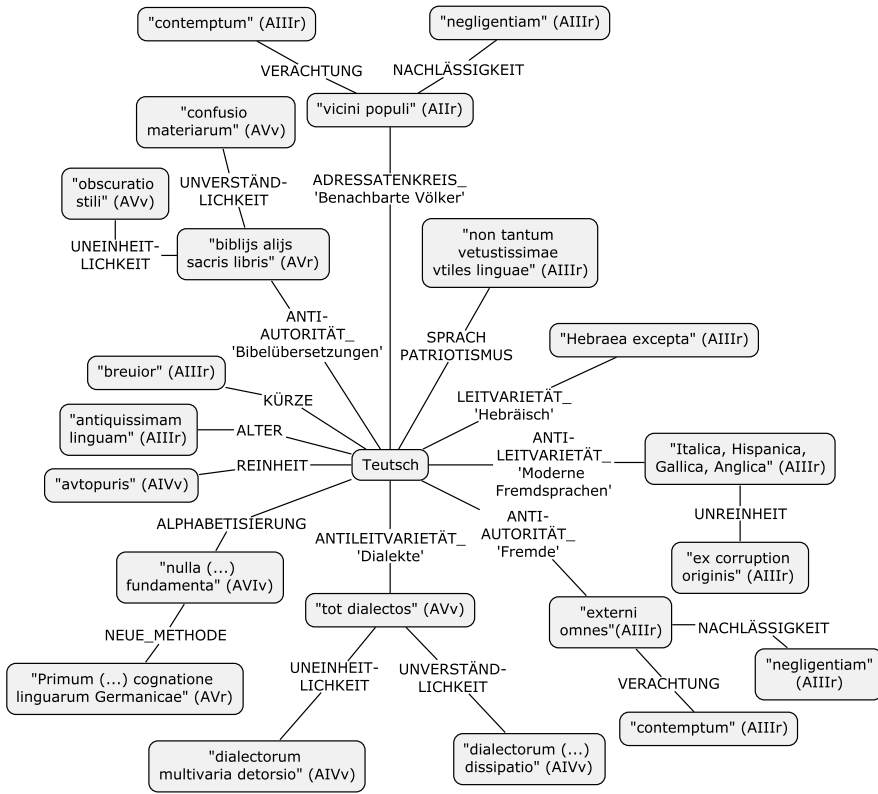 "contemptum" (AIIIr)
"negligentiam" (AIIIr)
VERACHTUNG
NACHLÄSSIGKEIT
"vicini populi" (AIIr)
"confusio
materiarum" (AVv)
ADRESSATENKREIS_
'Benachbarte Völker'
"obscuratio
stili" (AVv)
UNVERSTÄND-
LICHKEIT
UNEINHEIT-
LICHKEIT
"biblijs alijs
sacris libris" (AVr)
"non tantum
vetustissimae
vtiles linguae" (AIIIr)
ANTI-
AUTORITÄT_
'Bibelübersetzungen'
SPRACH
PATRIOTISMUS
"Hebraea excepta" (AIIIr)
"breuior" (AIIIr)
KÜRZE
LEITVARIETÄT_
'Hebräisch'
"antiquissimam
linguam" (AIIIr)
ALTER
ANTI-
LEITVARIETÄT_
'Moderne
Fremdsprachen'
"Italica, Hispanica,
Gallica, Anglica" (AIIIr)
Teutsch
REINHEIT
"avtopuris" (AIVv)
UNREINHEIT
ALPHABETISIERUNG
ANTILEITVARIETÄT_
'Dialekte'
ANTI-
AUTORITÄT_
'Fremde'
"ex corruption
originis" (AIIIr)
"nulla (...)
fundamenta" (AVIv)
"tot dialectos" (AVv)
"externi
omnes"(AIIIr)
NACHLÄSSIGKEIT
NEUE_METHODE
"negligentiam"
(AIIIr)
"Primum (...) cognatione
linguarum Germanicae" (AVr)
UNEINHEIT-
LICHKEIT
UNVERSTÄND-
LICHKEIT
VERACHTUNG
"contemptum" (AIIIr)
"dialectorum
multivaria detorsio" (AIVv)
"dialectorum (...)
dissipatio" (AIVv)